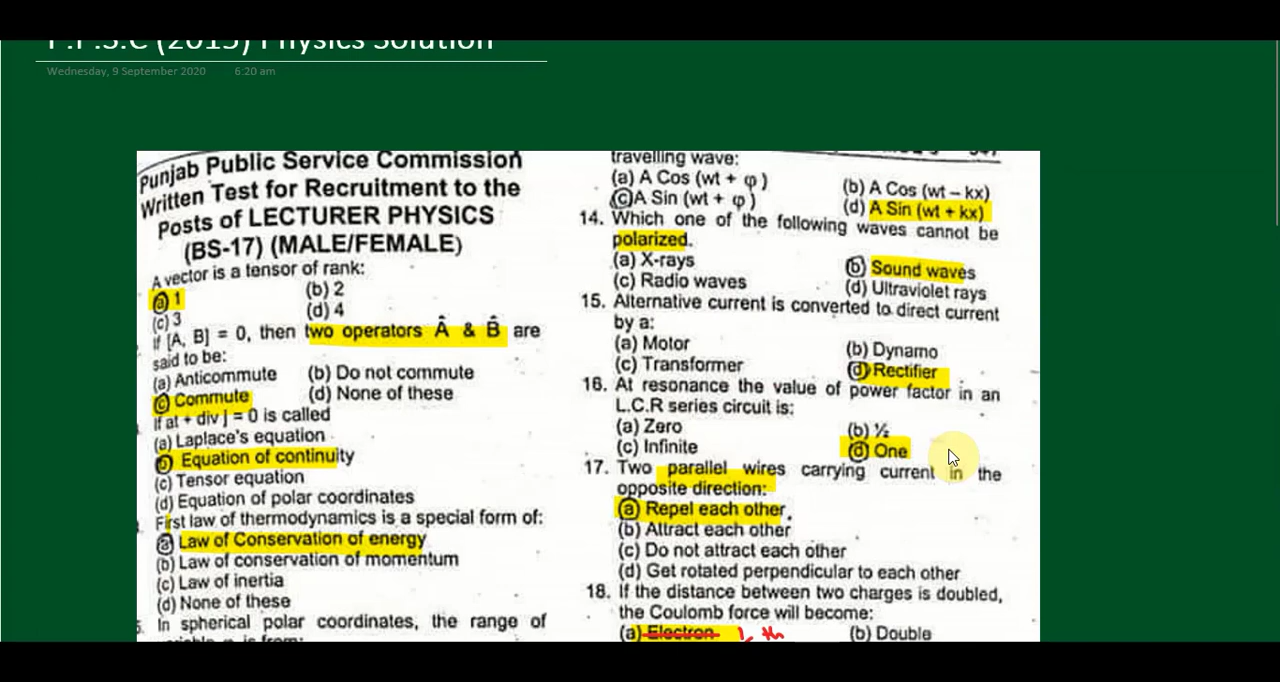 P.P.S.C (2015) Physics Solution
Wednesday, 9 September 2020 6:20 am
Punjab Public Service Commission
Written Test for Recruitment to the
Posts of LECTURER PHYSICS
(BS-17) (MALE/FEMALE)
A vector is a tensor of rank:
(a) 1 (b) 2
(c) 3 (d) 4
If [A, B] = 0, then two operators Â & B̂ are
said to be:
(a) Anticommute (b) Do not commute
(c) Commute (d) None of these
If at + div j = 0 is called
(a) Laplace's equation
(b) Equation of continuity
(c) Tensor equation
(d) Equation of polar coordinates
First law of thermodynamics is a special form of:
(a) Law of Conservation of energy
(b) Law of conservation of momentum
(c) Law of inertia
(d) None of these
In spherical polar coordinates, the range of
is from:
travelling wave:
(a) A Cos (wt + φ) (b) A Cos (wt – kx)
(c) A Sin (wt + φ) (d) A Sin (wt + kx)
14. Which one of the following waves cannot be
polarized.
(a) X-rays (b) Sound waves
(c) Radio waves (d) Ultraviolet rays
15. Alternative current is converted to direct current
by a:
(a) Motor (b) Dynamo
(c) Transformer (d) Rectifier
16. At resonance the value of power factor in an
L.C.R series circuit is:
(a) Zero (b) ½
(c) Infinite (d) One
17. Two parallel wires carrying current in the
opposite direction:
(a) Repel each other.
(b) Attract each other
(c) Do not attract each other
(d) Get rotated perpendicular to each other
18. If the distance between two charges is doubled,
the Coulomb force will become:
(a) Electron th (b) Double